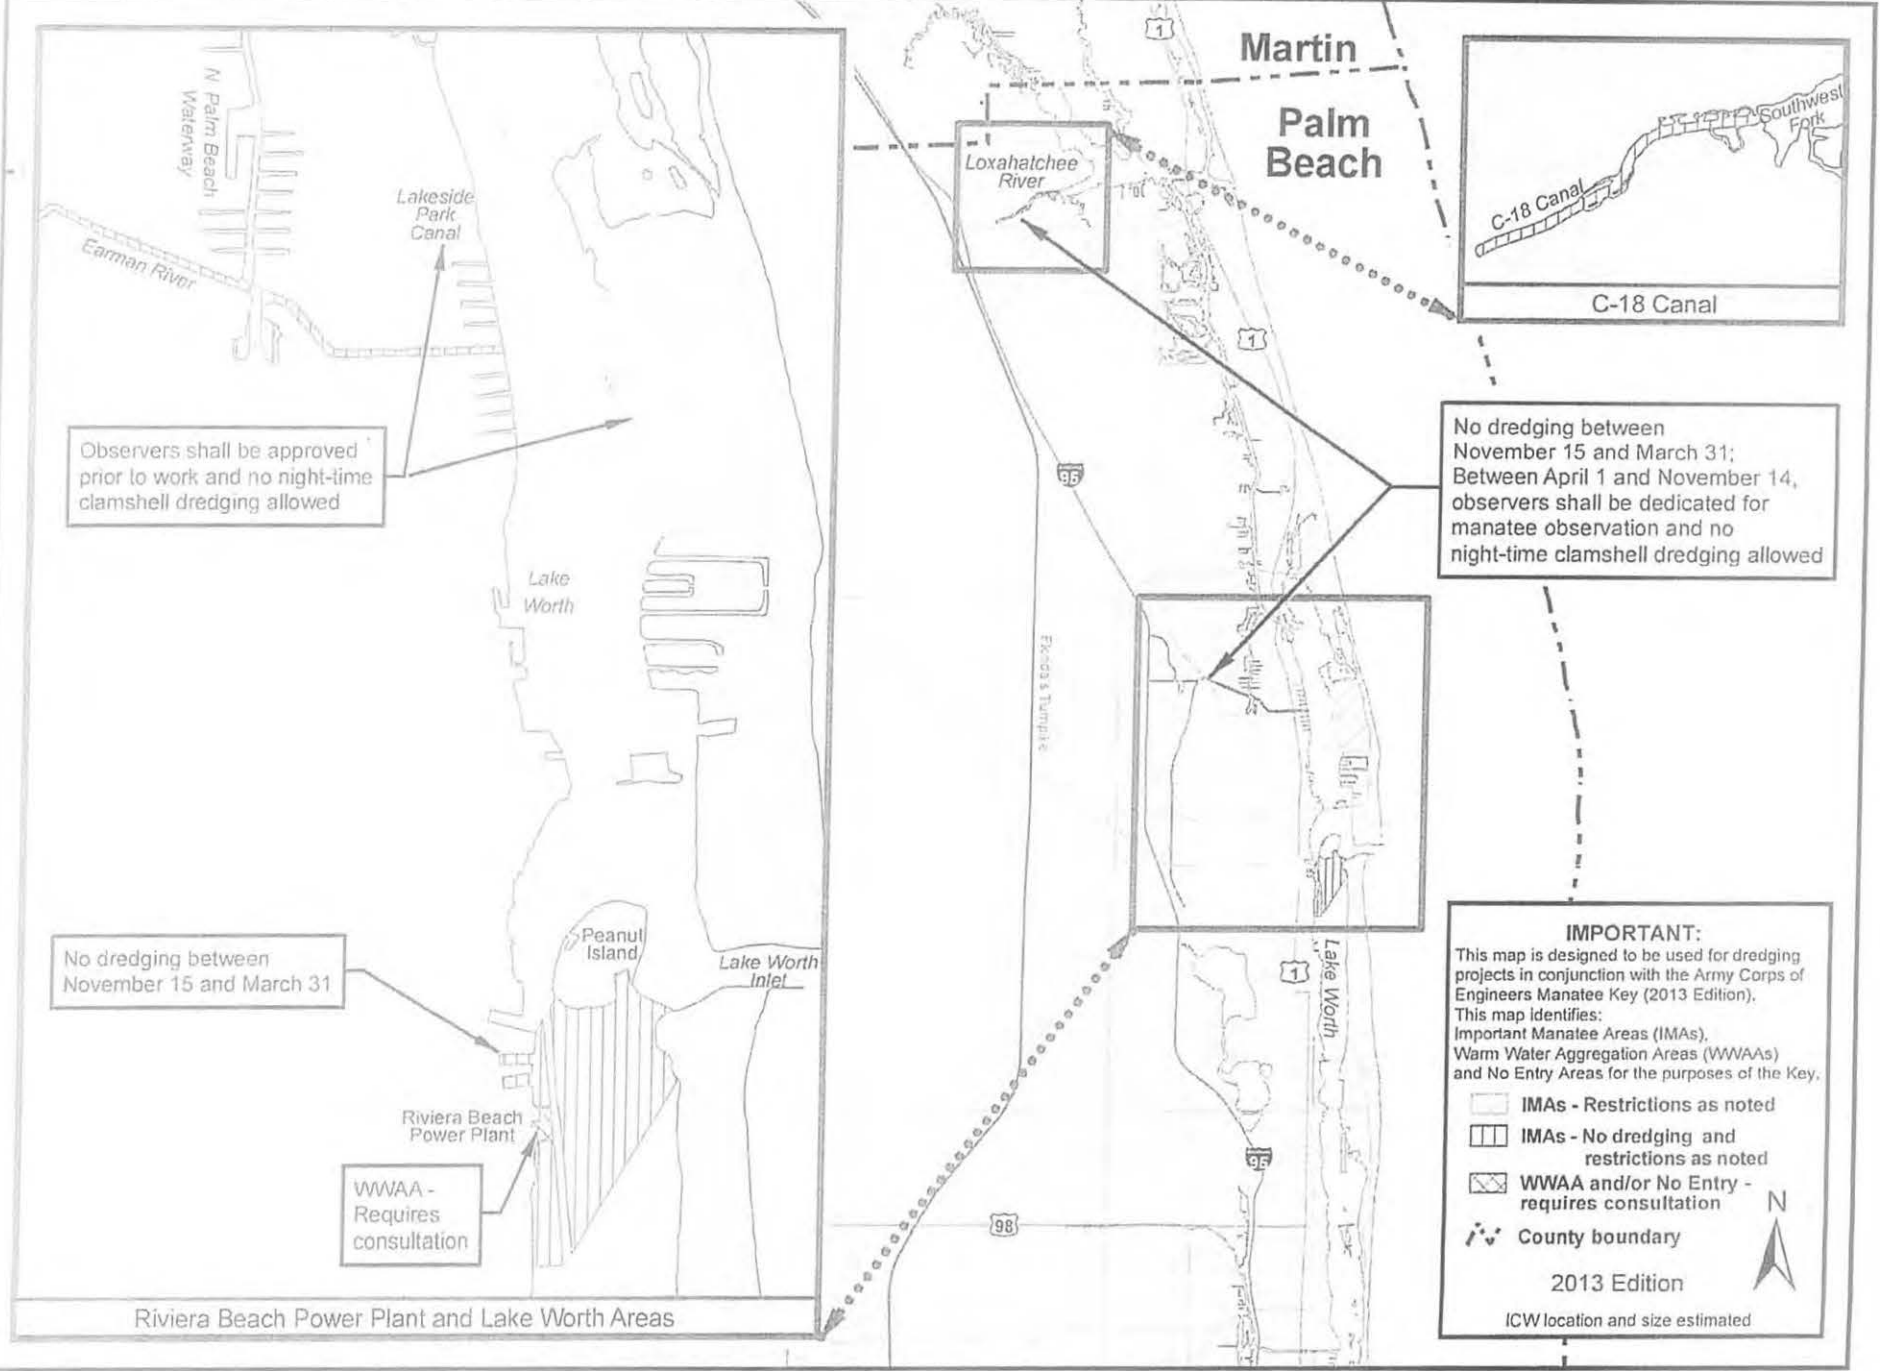 N Palm Beach
Waterway
Lakeside
Park
Canal
Earman River
Observers shall be approved
prior to work and no night-time
clamshell dredging allowed
Lake
Worth
No dredging between
November 15 and March 31
Peanut
Island
Lake Worth
Inlet
Riviera Beach
Power Plant
WWAA -
Requires
consultation
Riviera Beach Power Plant and Lake Worth Areas
1
Martin
Palm
Beach
Loxahatchee
River
1
95
Florida's Turnpike
1
Lake Worth
95
98
Southwest
Fork
C-18 Canal
C-18 Canal
No dredging between
November 15 and March 31;
Between April 1 and November 14,
observers shall be dedicated for
manatee observation and no
night-time clamshell dredging allowed
IMPORTANT:
This map is designed to be used for dredging
projects in conjunction with the Army Corps of
Engineers Manatee Key (2013 Edition).
This map identifies:
Important Manatee Areas (IMAs),
Warm Water Aggregation Areas (WWAAs)
and No Entry Areas for the purposes of the Key.
IMAs - Restrictions as noted
IMAs - No dredging and
restrictions as noted
WWAA and/or No Entry -
requires consultation
N
County boundary
2013 Edition
ICW location and size estimated